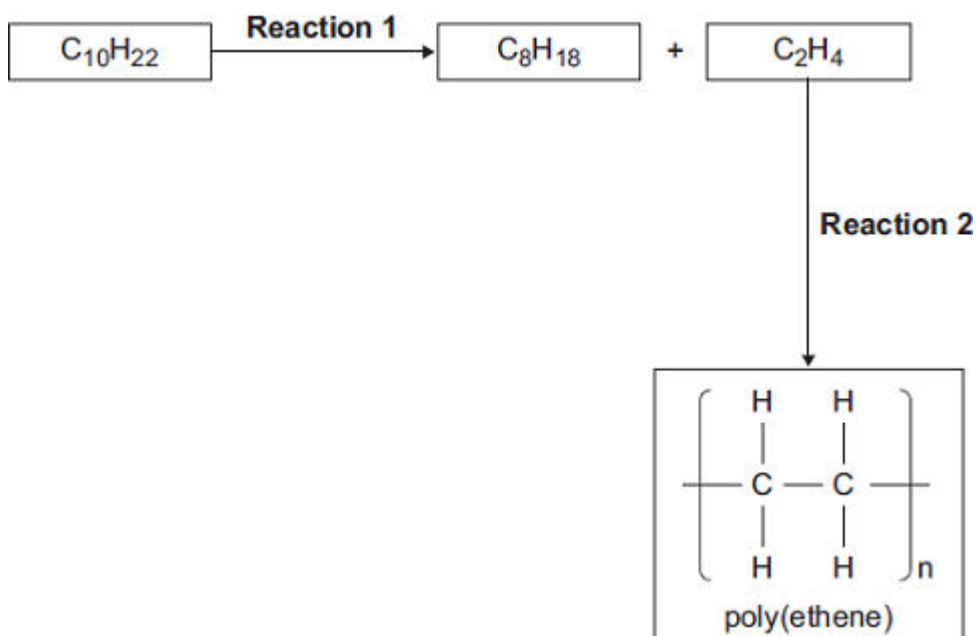 Reaction 1
C₁₀H₂₂ C₈H₁₈ + C₂H₄
Reaction 2
H H
C C
H H
n
poly(ethene)